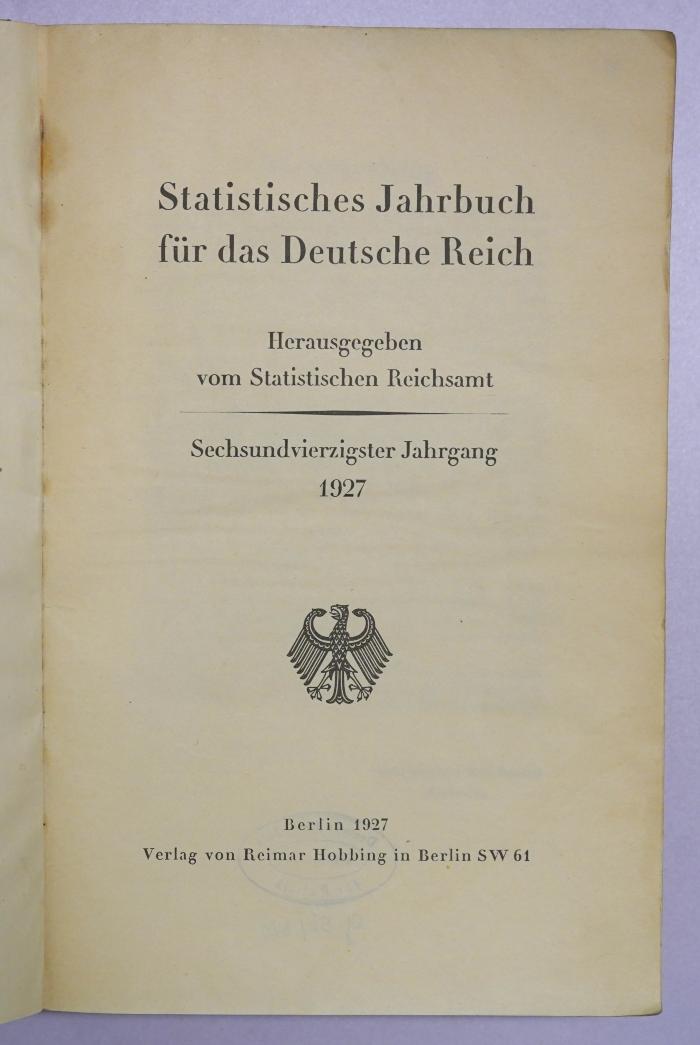 Statistisches Jahrbuch
für das Deutsche Reich
Herausgegeben
vom Statistischen Reichsamt
Sechsundvierzigster Jahrgang
1927
Berlin 1927
Verlag von Reimar Hobbing in Berlin SW 61